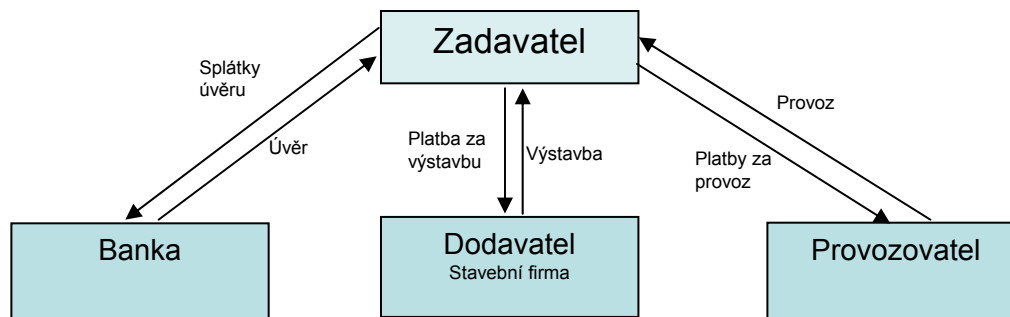 Zadavatel
Splátky
úvěru
Úvěr
Platba za
výstavbu
Výstavba
Provoz
Platby za
provoz
Banka
Dodavatel
Stavební firma
Provozovatel